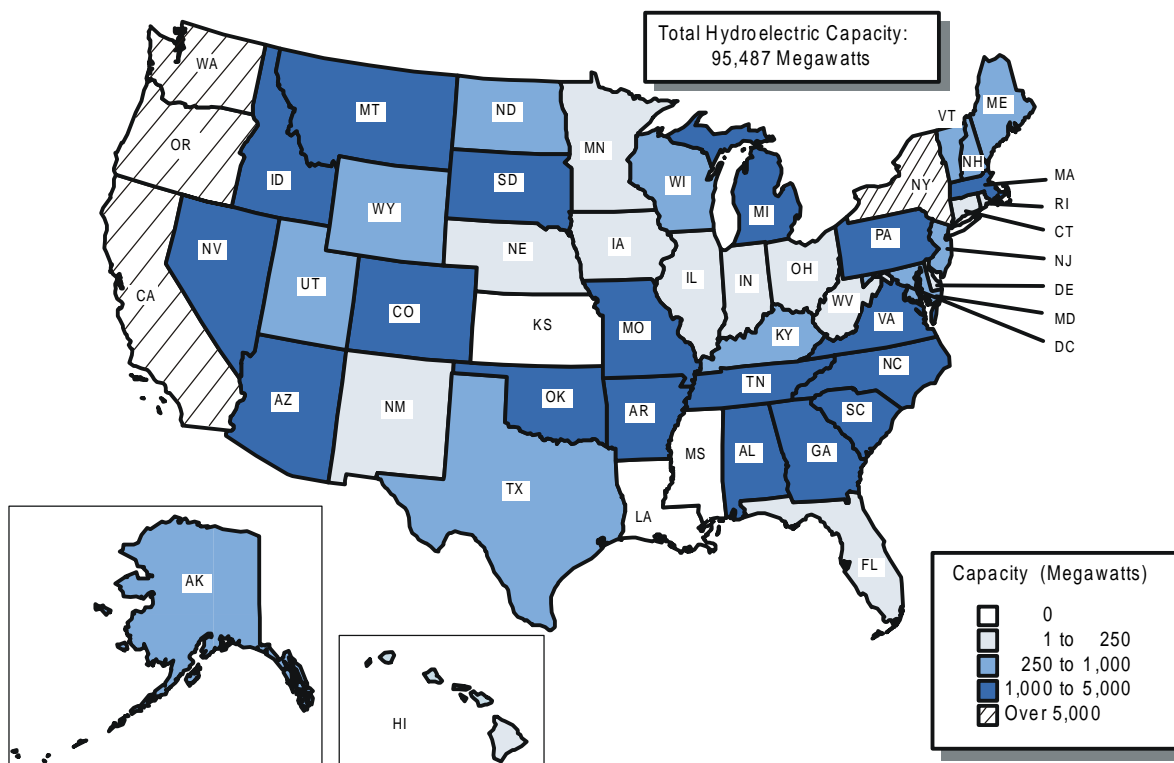 Total Hydroelectric Capacity:
95,487 Megawatts
WA
MT
ND
MN
VT
ME
OR
ID
SD
WI
MI
NH
NY
MA
RI
CT
NJ
DE
MD
DC
WY
NE
IA
PA
NV
UT
CO
KS
IL
IN
OH
WV
VA
CA
MO
KY
NC
AZ
NM
OK
AR
TN
SC
MS
AL
GA
TX
LA
FL
AK
HI
Capacity (Megawatts)
0
1 to 250
250 to 1,000
1,000 to 5,000
Over 5,000